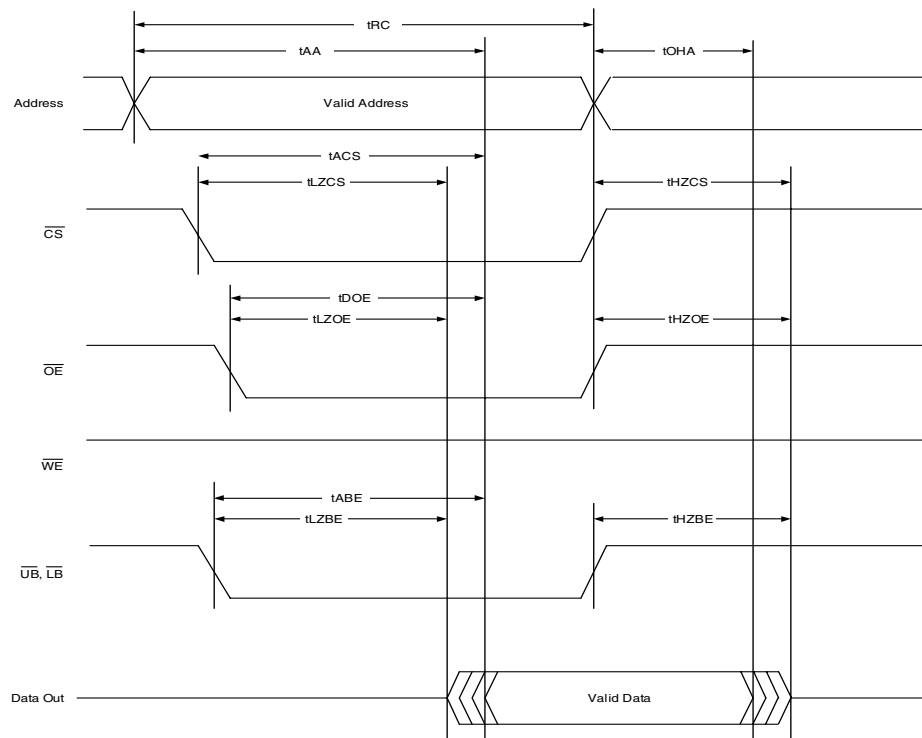 tRC
tAA
tOHA
Address
Valid Address
tACS
tLZCS
tHZCS
CS
tDOE
tLZOE
tHZOE
OE
WE
tABE
tLZBE
tHZBE
UB, LB
Data Out
Valid Data